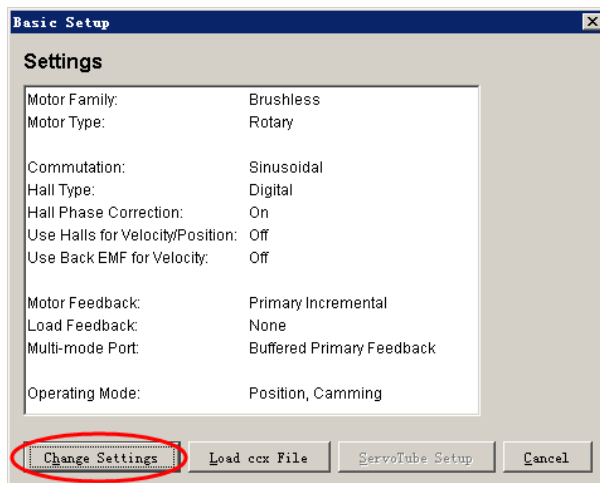 Basic Setup
Settings
Motor Family: Brushless
Motor Type: Rotary
Commutation: Sinusoidal
Hall Type: Digital
Hall Phase Correction: On
Use Halls for Velocity/Position: Off
Use Back EMF for Velocity: Off
Motor Feedback: Primary Incremental
Load Feedback: None
Multi-mode Port: Buffered Primary Feedback
Operating Mode: Position, Camming
Change Settings Load ccx File ServoTube Setup Cancel